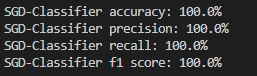 SGD-Classifier accuracy: 100.0%
SGD-Classifier precision: 100.0%
SGD-Classifier recall: 100.0%
SGD-Classifier f1 score: 100.0%